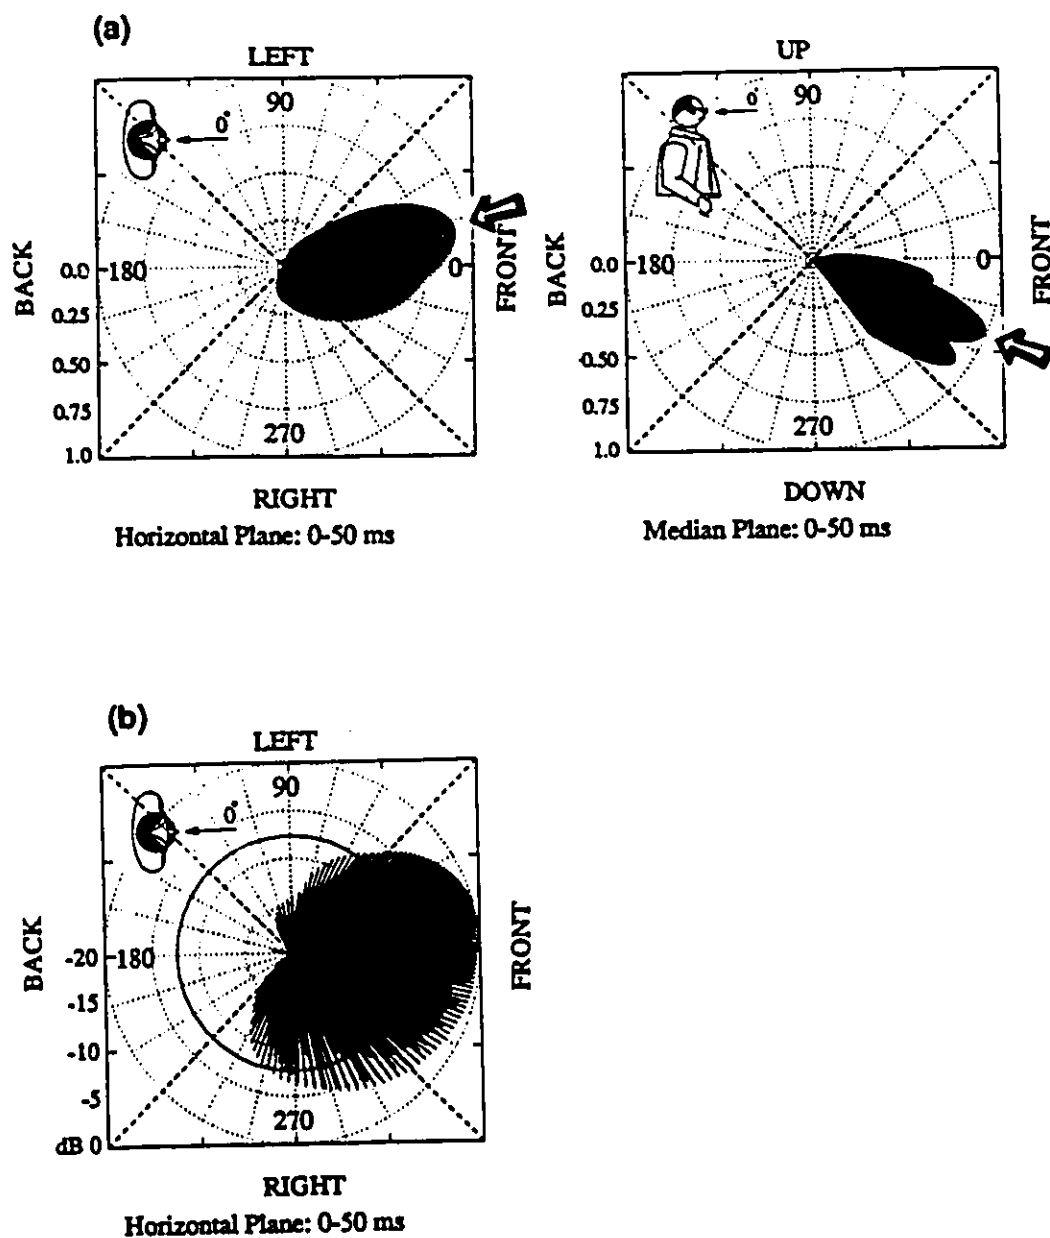 (a)
LEFT
90
0°
BACK
180
0
FRONT
0.0
0.25
0.50
0.75
1.0
270
RIGHT
Horizontal Plane: 0-50 ms
UP
90
0°
BACK
180
0
FRONT
0.0
0.25
0.50
0.75
1.0
270
DOWN
Median Plane: 0-50 ms
(b)
LEFT
90
0°
BACK
180
FRONT
-20
-15
-10
-5
dB 0
270
RIGHT
Horizontal Plane: 0-50 ms